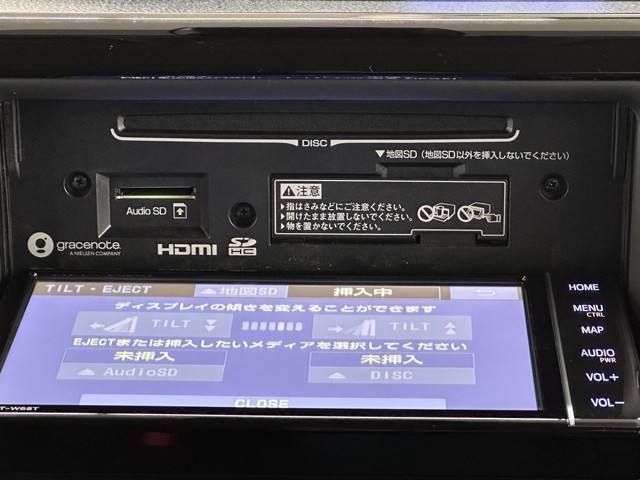 DISC
▼地図SD（地図SD以外を挿入しないでください）
Audio SD
⚠注意
▶指はさみなどにご注意ください。
▶開けたまま放置しないでください。
▶物を置かないでください。
gracenote.
A NIELSEN COMPANY
HDMI
SD HC
TILT・EJECT
▲地図SD
挿入中
ディスプレイの傾きを変えることができます
TILT
TILT
EJECTまたは挿入したいメディアを選択してください
未挿入
▲ AudioSD
未挿入
▲ DISC
CLOSE
T-W68T
HOME
MENU
CTRL
MAP
AUDIO
PWR
VOL+
VOL−